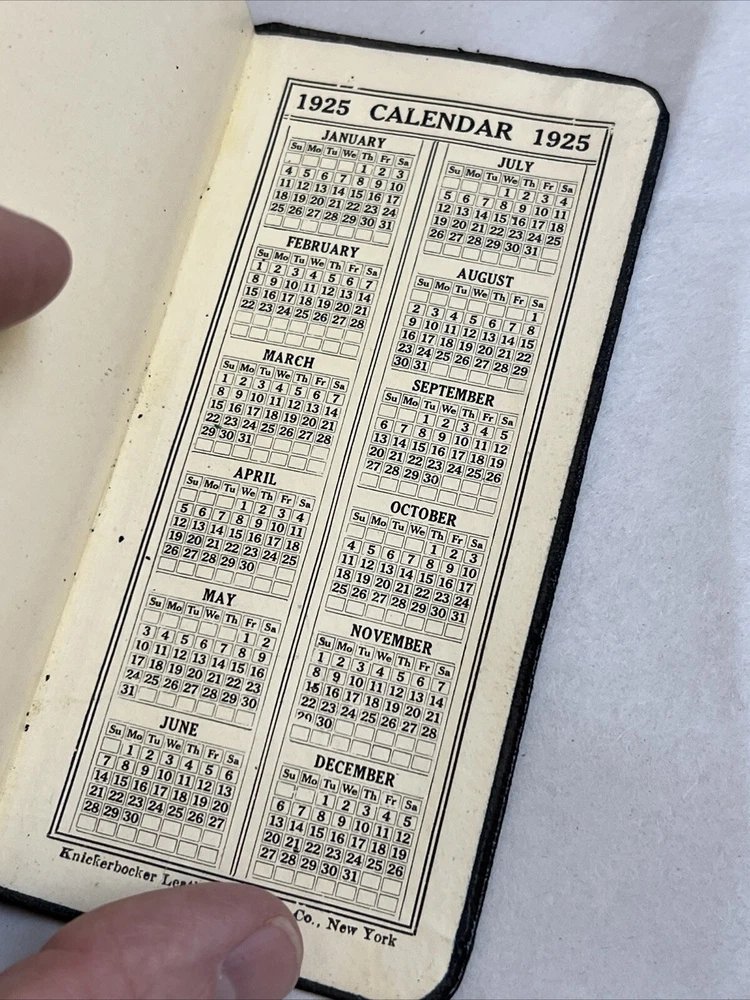 1925 CALENDAR 1925
JANUARY
Su Mo Tu We Th Fr Sa
1 2 3
4 5 6 7 8 9 10
11 12 13 14 15 16 17
18 19 20 21 22 23 24
25 26 27 28 29 30 31
FEBRUARY
Su Mo Tu We Th Fr Sa
1 2 3 4 5 6 7
8 9 10 11 12 13 14
15 16 17 18 19 20 21
22 23 24 25 26 27 28
MARCH
Su Mo Tu We Th Fr Sa
1 2 3 4 5 6 7
8 9 10 11 12 13 14
15 16 17 18 19 20 21
22 23 24 25 26 27 28
29 30 31
APRIL
Su Mo Tu We Th Fr Sa
1 2 3 4
5 6 7 8 9 10 11
12 13 14 15 16 17 18
19 20 21 22 23 24 25
26 27 28 29 30
MAY
Su Mo Tu We Th Fr Sa
1 2
3 4 5 6 7 8 9
10 11 12 13 14 15 16
17 18 19 20 21 22 23
24 25 26 27 28 29 30
31
JUNE
Su Mo Tu We Th Fr Sa
1 2 3 4 5 6
7 8 9 10 11 12 13
14 15 16 17 18 19 20
21 22 23 24 25 26 27
28 29 30
JULY
Su Mo Tu We Th Fr Sa
1 2 3 4
5 6 7 8 9 10 11
12 13 14 15 16 17 18
19 20 21 22 23 24 25
26 27 28 29 30 31
AUGUST
Su Mo Tu We Th Fr Sa
1
2 3 4 5 6 7 8
9 10 11 12 13 14 15
16 17 18 19 20 21 22
23 24 25 26 27 28 29
30 31
SEPTEMBER
Su Mo Tu We Th Fr Sa
1 2 3 4 5
6 7 8 9 10 11 12
13 14 15 16 17 18 19
20 21 22 23 24 25 26
27 28 29 30
OCTOBER
Su Mo Tu We Th Fr Sa
1 2 3
4 5 6 7 8 9 10
11 12 13 14 15 16 17
18 19 20 21 22 23 24
25 26 27 28 29 30 31
NOVEMBER
Su Mo Tu We Th Fr Sa
1 2 3 4 5 6 7
8 9 10 11 12 13 14
15 16 17 18 19 20 21
22 23 24 25 26 27 28
29 30
DECEMBER
Su Mo Tu We Th Fr Sa
1 2 3 4 5
6 7 8 9 10 11 12
13 14 15 16 17 18 19
20 21 22 23 24 25 26
27 28 29 30 31
Knickerbocker Co., New York